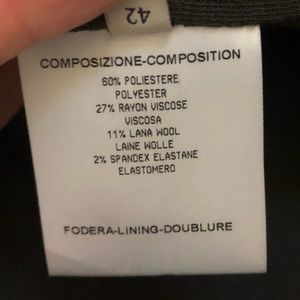 42
COMPOSIZIONE-COMPOSITION
60% POLIESTERE
POLYESTER
27% RAYON VISCOSE
VISCOSA
11% LANA WOOL
LAINE WOLLE
2% SPANDEX ELASTANE
ELASTOMERO
FODERA-LINING-DOUBLURE